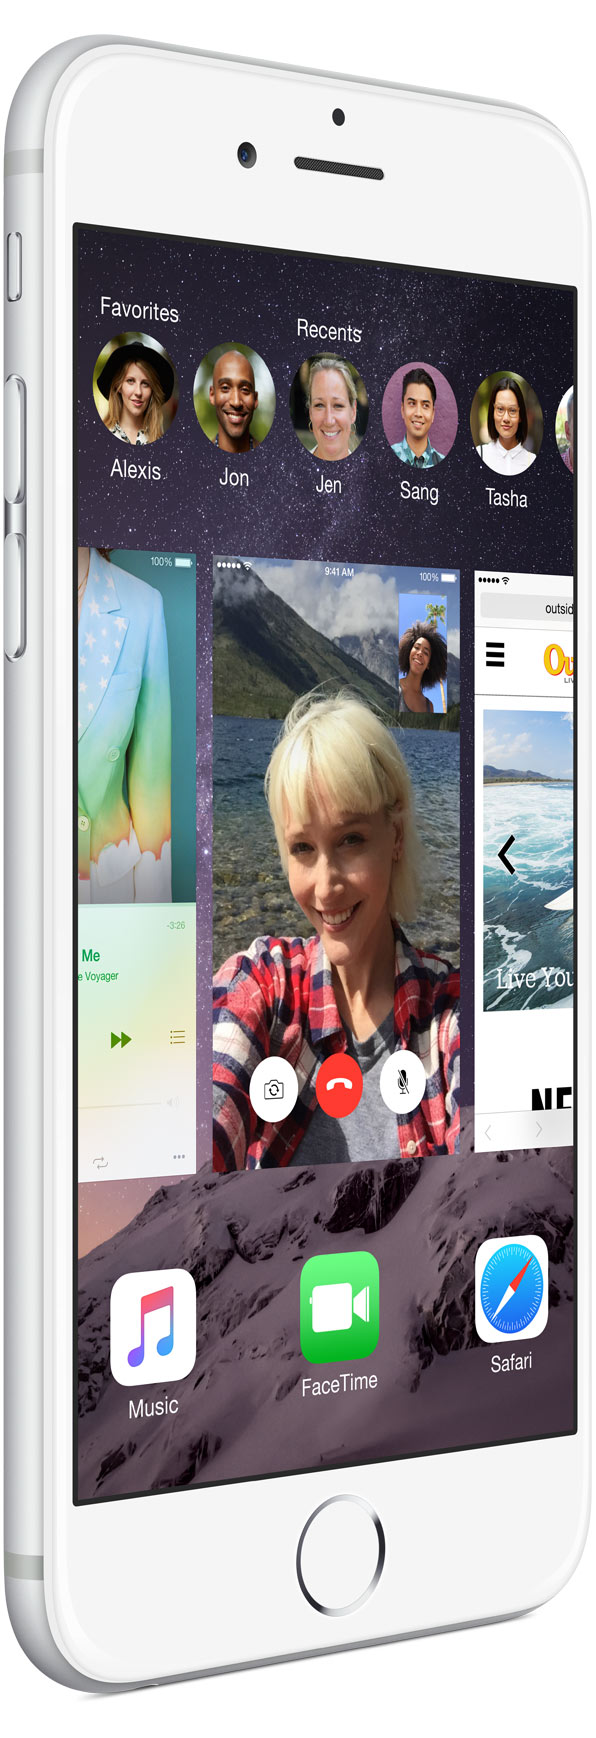 Favorites
Recents
Alexis
Jon
Jen
Sang
Tasha
100%
9:41 AM
100%
outsid
Ou
LIV
-3:26
Me
e Voyager
Live You
NE
Music
FaceTime
Safari